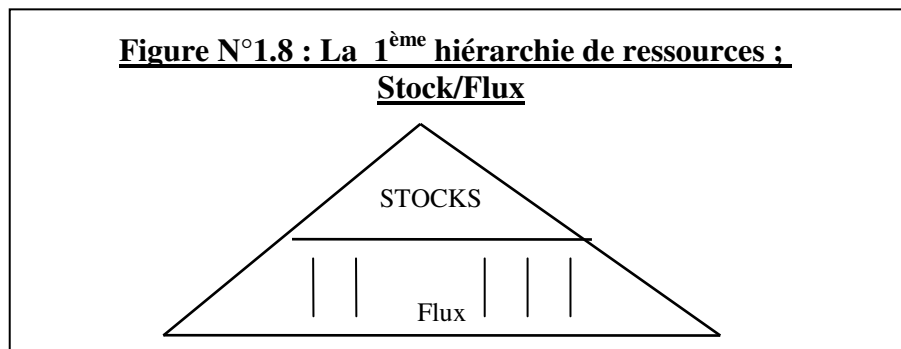 Figure N°1.8 : La 1ème hiérarchie de ressources ;
Stock/Flux
STOCKS
Flux